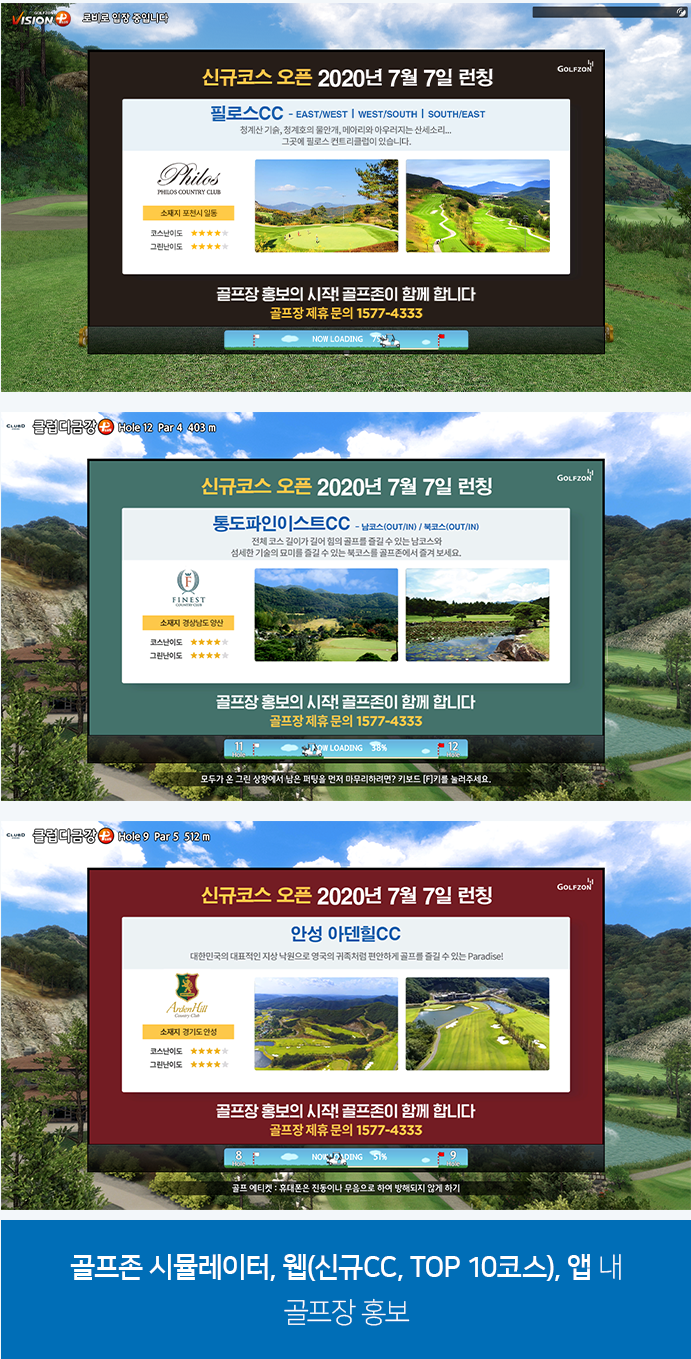 GOLFZON
VISION PLUS 로비로 입장 중입니다
신규코스 오픈 2020년 7월 7일 런칭
GOLFZON
필로스CC - EAST/WEST | WEST/SOUTH | SOUTH/EAST
청계산 기슭, 청계호의 물안개, 메아리와 아우러지는 산세소리...
그곳에 필로스 컨트리클럽이 있습니다.
Philos
PHILOS COUNTRY CLUB
소재지 포천시 일동
코스난이도 ★★★★★
그린난이도 ★★★★★
골프장 홍보의 시작! 골프존이 함께 합니다
골프장 제휴 문의 1577-4333
NOW LOADING
CLUBD 클럽디금강 PLUS Hole 12 Par 4 403 m
신규코스 오픈 2020년 7월 7일 런칭
GOLFZON
통도파인이스트CC - 남코스(OUT/IN) / 북코스(OUT/IN)
전체 코스 길이가 길어 힘의 골프를 즐길 수 있는 남코스와
섬세한 기술의 묘미를 즐길 수 있는 북코스를 골프존에서 즐겨 보세요.
FINEST
COUNTRY CLUB
소재지 경상남도 양산
코스난이도 ★★★★★
그린난이도 ★★★★★
골프장 홍보의 시작! 골프존이 함께 합니다
골프장 제휴 문의 1577-4333
11 Hole NOW LOADING 38% 12 Hole
모두가 온 그린 상황에서 남은 퍼팅을 먼저 마무리하려면? 키보드 [F]키를 눌러주세요.
CLUBD 클럽디금강 PLUS Hole 9 Par 5 512 m
신규코스 오픈 2020년 7월 7일 런칭
GOLFZON
안성 아덴힐CC
대한민국의 대표적인 지상 낙원으로 영국의 귀족처럼 편안하게 골프를 즐길 수 있는 Paradise!
ArdenHill
Country Club
소재지 경기도 안성
코스난이도 ★★★★★
그린난이도 ★★★★★
골프장 홍보의 시작! 골프존이 함께 합니다
골프장 제휴 문의 1577-4333
8 Hole NOW LOADING 51% 9 Hole
골프 에티켓 : 휴대폰은 진동이나 무음으로 하여 방해되지 않게 하기
골프존 시뮬레이터, 웹(신규CC, TOP 10코스), 앱 내
골프장 홍보